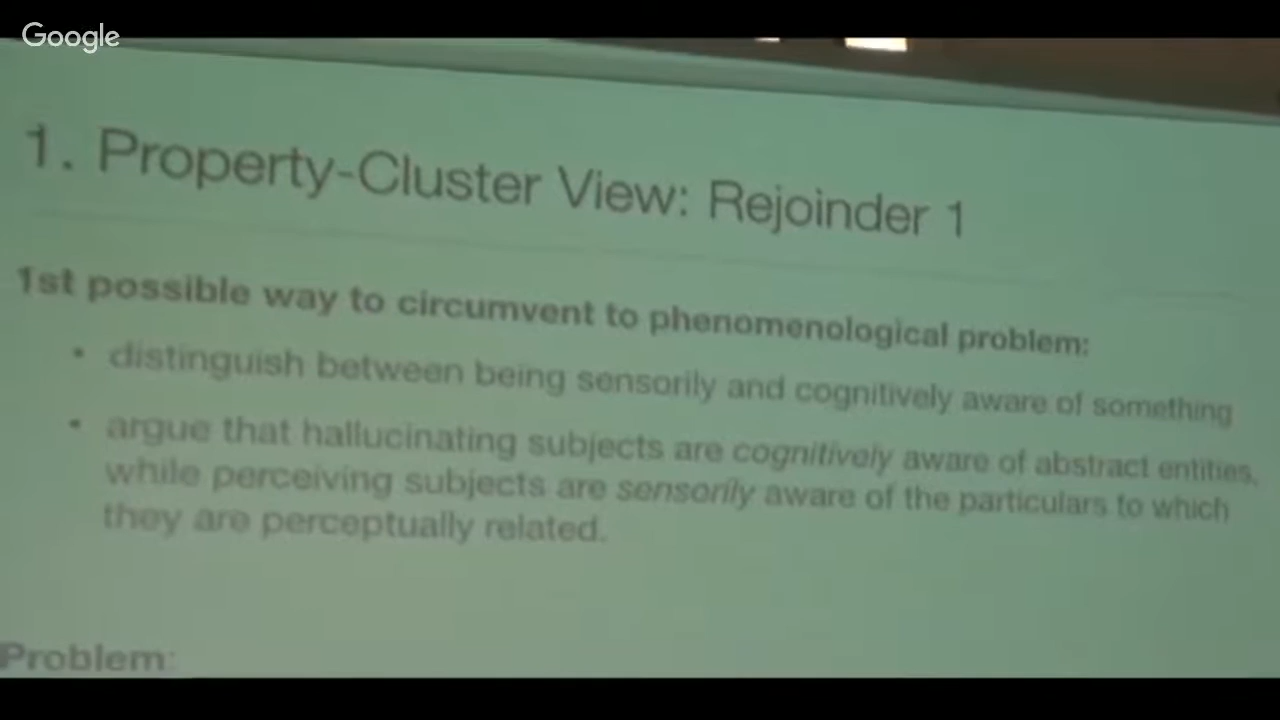 Google
1. Property-Cluster View: Rejoinder 1
1st possible way to circumvent to phenomenological problem:
• distinguish between being sensorily and cognitively aware of something
• argue that hallucinating subjects are cognitively aware of abstract entities,
while perceiving subjects are sensorily aware of the particulars to which
they are perceptually related.
Problem: